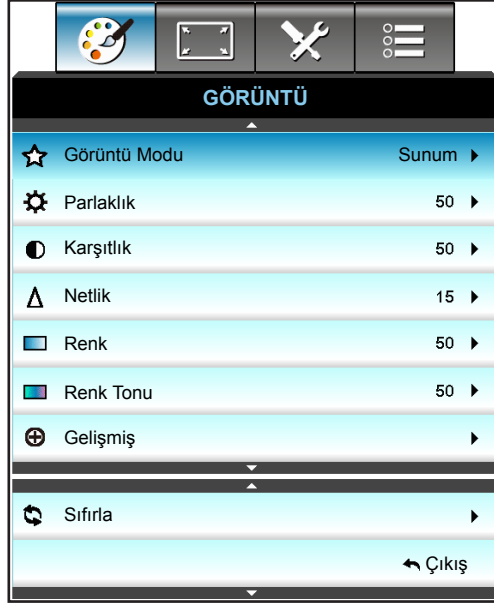 GÖRÜNTÜ
Görüntü Modu Sunum
Parlaklık 50
Karşıtlık 50
Netlik 15
Renk 50
Renk Tonu 50
Gelişmiş
Sıfırla
Çıkış